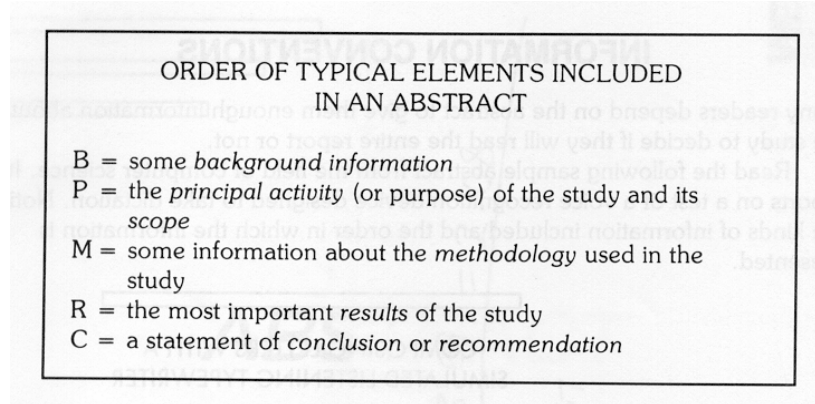 ORDER OF TYPICAL ELEMENTS INCLUDED
IN AN ABSTRACT
B = some background information
P = the principal activity (or purpose) of the study and its
scope
M = some information about the methodology used in the
study
R = the most important results of the study
C = a statement of conclusion or recommendation